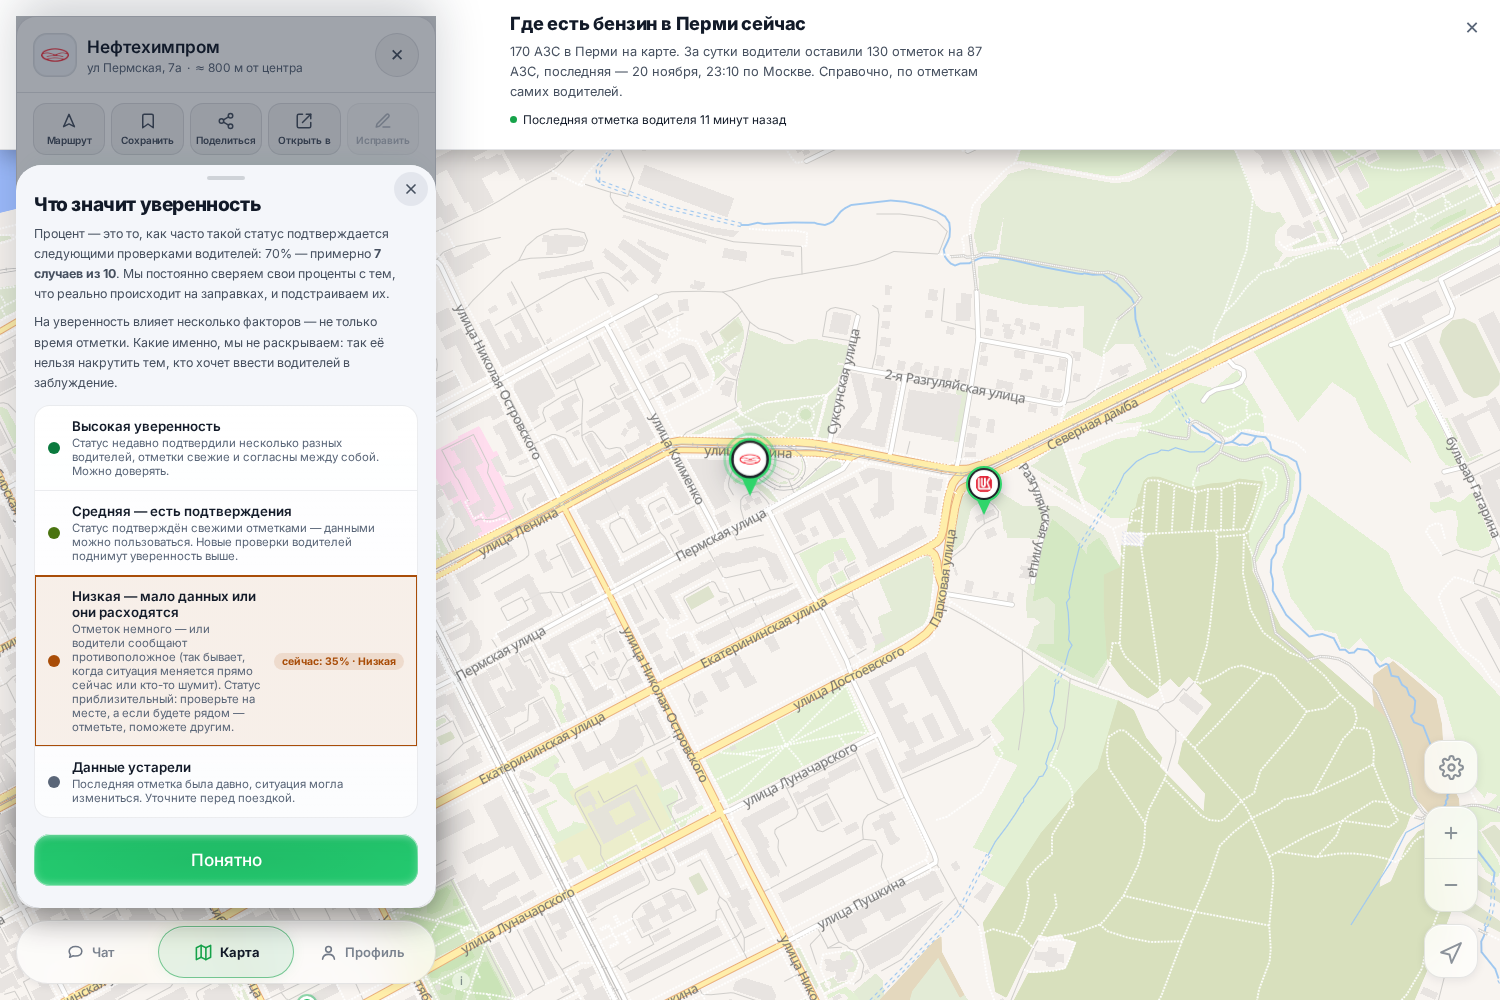 Нефтехимпром
ул Пермская, 7а · ≈ 800 м от центра
Маршрут
Сохранить
Поделиться
Открыть в
Исправить
Что значит уверенность
Процент — это то, как часто такой статус подтверждается
следующими проверками водителей: 70% — примерно 7
случаев из 10. Мы постоянно сверяем свои проценты с тем,
что реально происходит на заправках, и подстраиваем их.
На уверенность влияет несколько факторов — не только
время отметки. Какие именно, мы не раскрываем: так её
нельзя накрутить тем, кто хочет ввести водителей в
заблуждение.
Высокая уверенность
Статус недавно подтвердили несколько разных
водителей, отметки свежие и согласны между собой.
Можно доверять.
Средняя — есть подтверждения
Статус подтверждён свежими отметками — данными
можно пользоваться. Новые проверки водителей
поднимут уверенность выше.
Низкая — мало данных или
они расходятся
Отметок немного — или
водители сообщают
противоположное (так бывает,
когда ситуация меняется прямо
сейчас или кто-то шумит). Статус
приблизительный: проверьте на
месте, а если будете рядом —
отметьте, поможете другим.
сейчас: 35% · Низкая
Данные устарели
Последняя отметка была давно, ситуация могла
измениться. Уточните перед поездкой.
Понятно
Чат
Карта
Профиль
Где есть бензин в Перми сейчас
170 АЗС в Перми на карте. За сутки водители оставили 130 отметок на 87
АЗС, последняя — 20 ноября, 23:10 по Москве. Справочно, по отметкам
самих водителей.
Последняя отметка водителя 11 минут назад
улица Николая Островского
улица Клименко
Суксунская улица
2-я Разгуляйская улица
Северная дамба
Разгуляйская улица
бульвар Гагарина
улица Ленина
Пермская улица
Парковая улица
Екатерининская улица
Пермская улица
улица Николая Островского
улица Достоевского
Екатерининская улица
улица Луначарского
улица Пушкина
улица Луначарского
улица Николая Островского